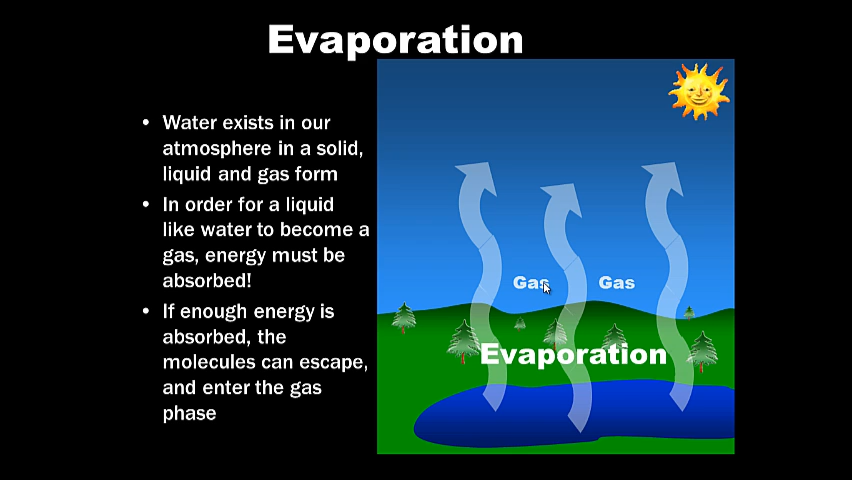 Evaporation
• Water exists in our
atmosphere in a solid,
liquid and gas form
• In order for a liquid
like water to become a
gas, energy must be
absorbed!
• If enough energy is
absorbed, the
molecules can escape,
and enter the gas
phase
Gas Gas
Evaporation